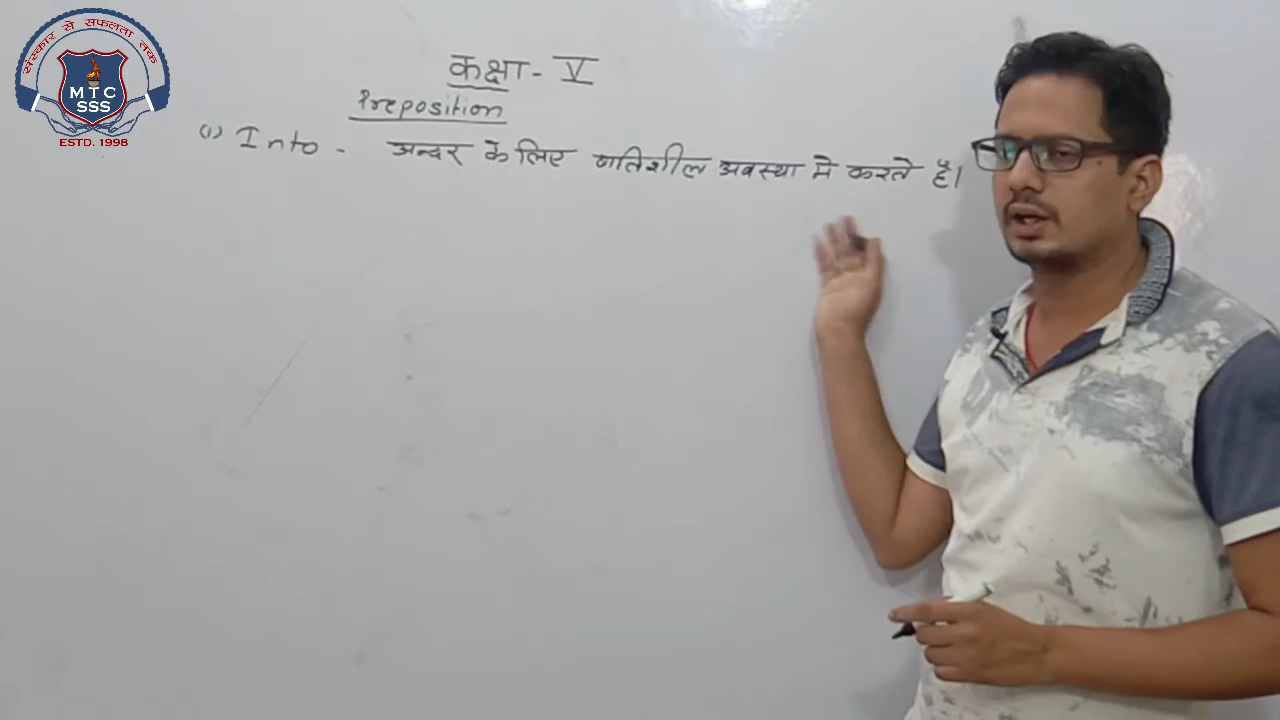 संस्कार से सफलता तक
MTC
SSS
ESTD. 1998
कक्षा - V
Preposition
(1) Into - अन्दर के लिए गतिशील अवस्था मे करते है।